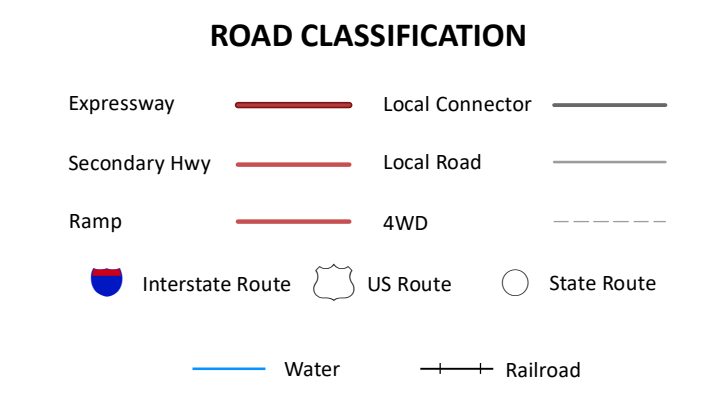 ROAD CLASSIFICATION
Expressway
Local Connector
Secondary Hwy
Local Road
Ramp
4WD
Interstate Route
US Route
State Route
Water
Railroad